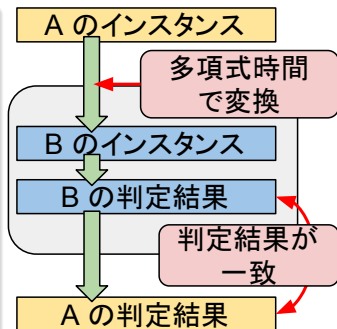 A のインスタンス
多項式時間
で変換
B のインスタンス
B の判定結果
判定結果が
一致
A の判定結果